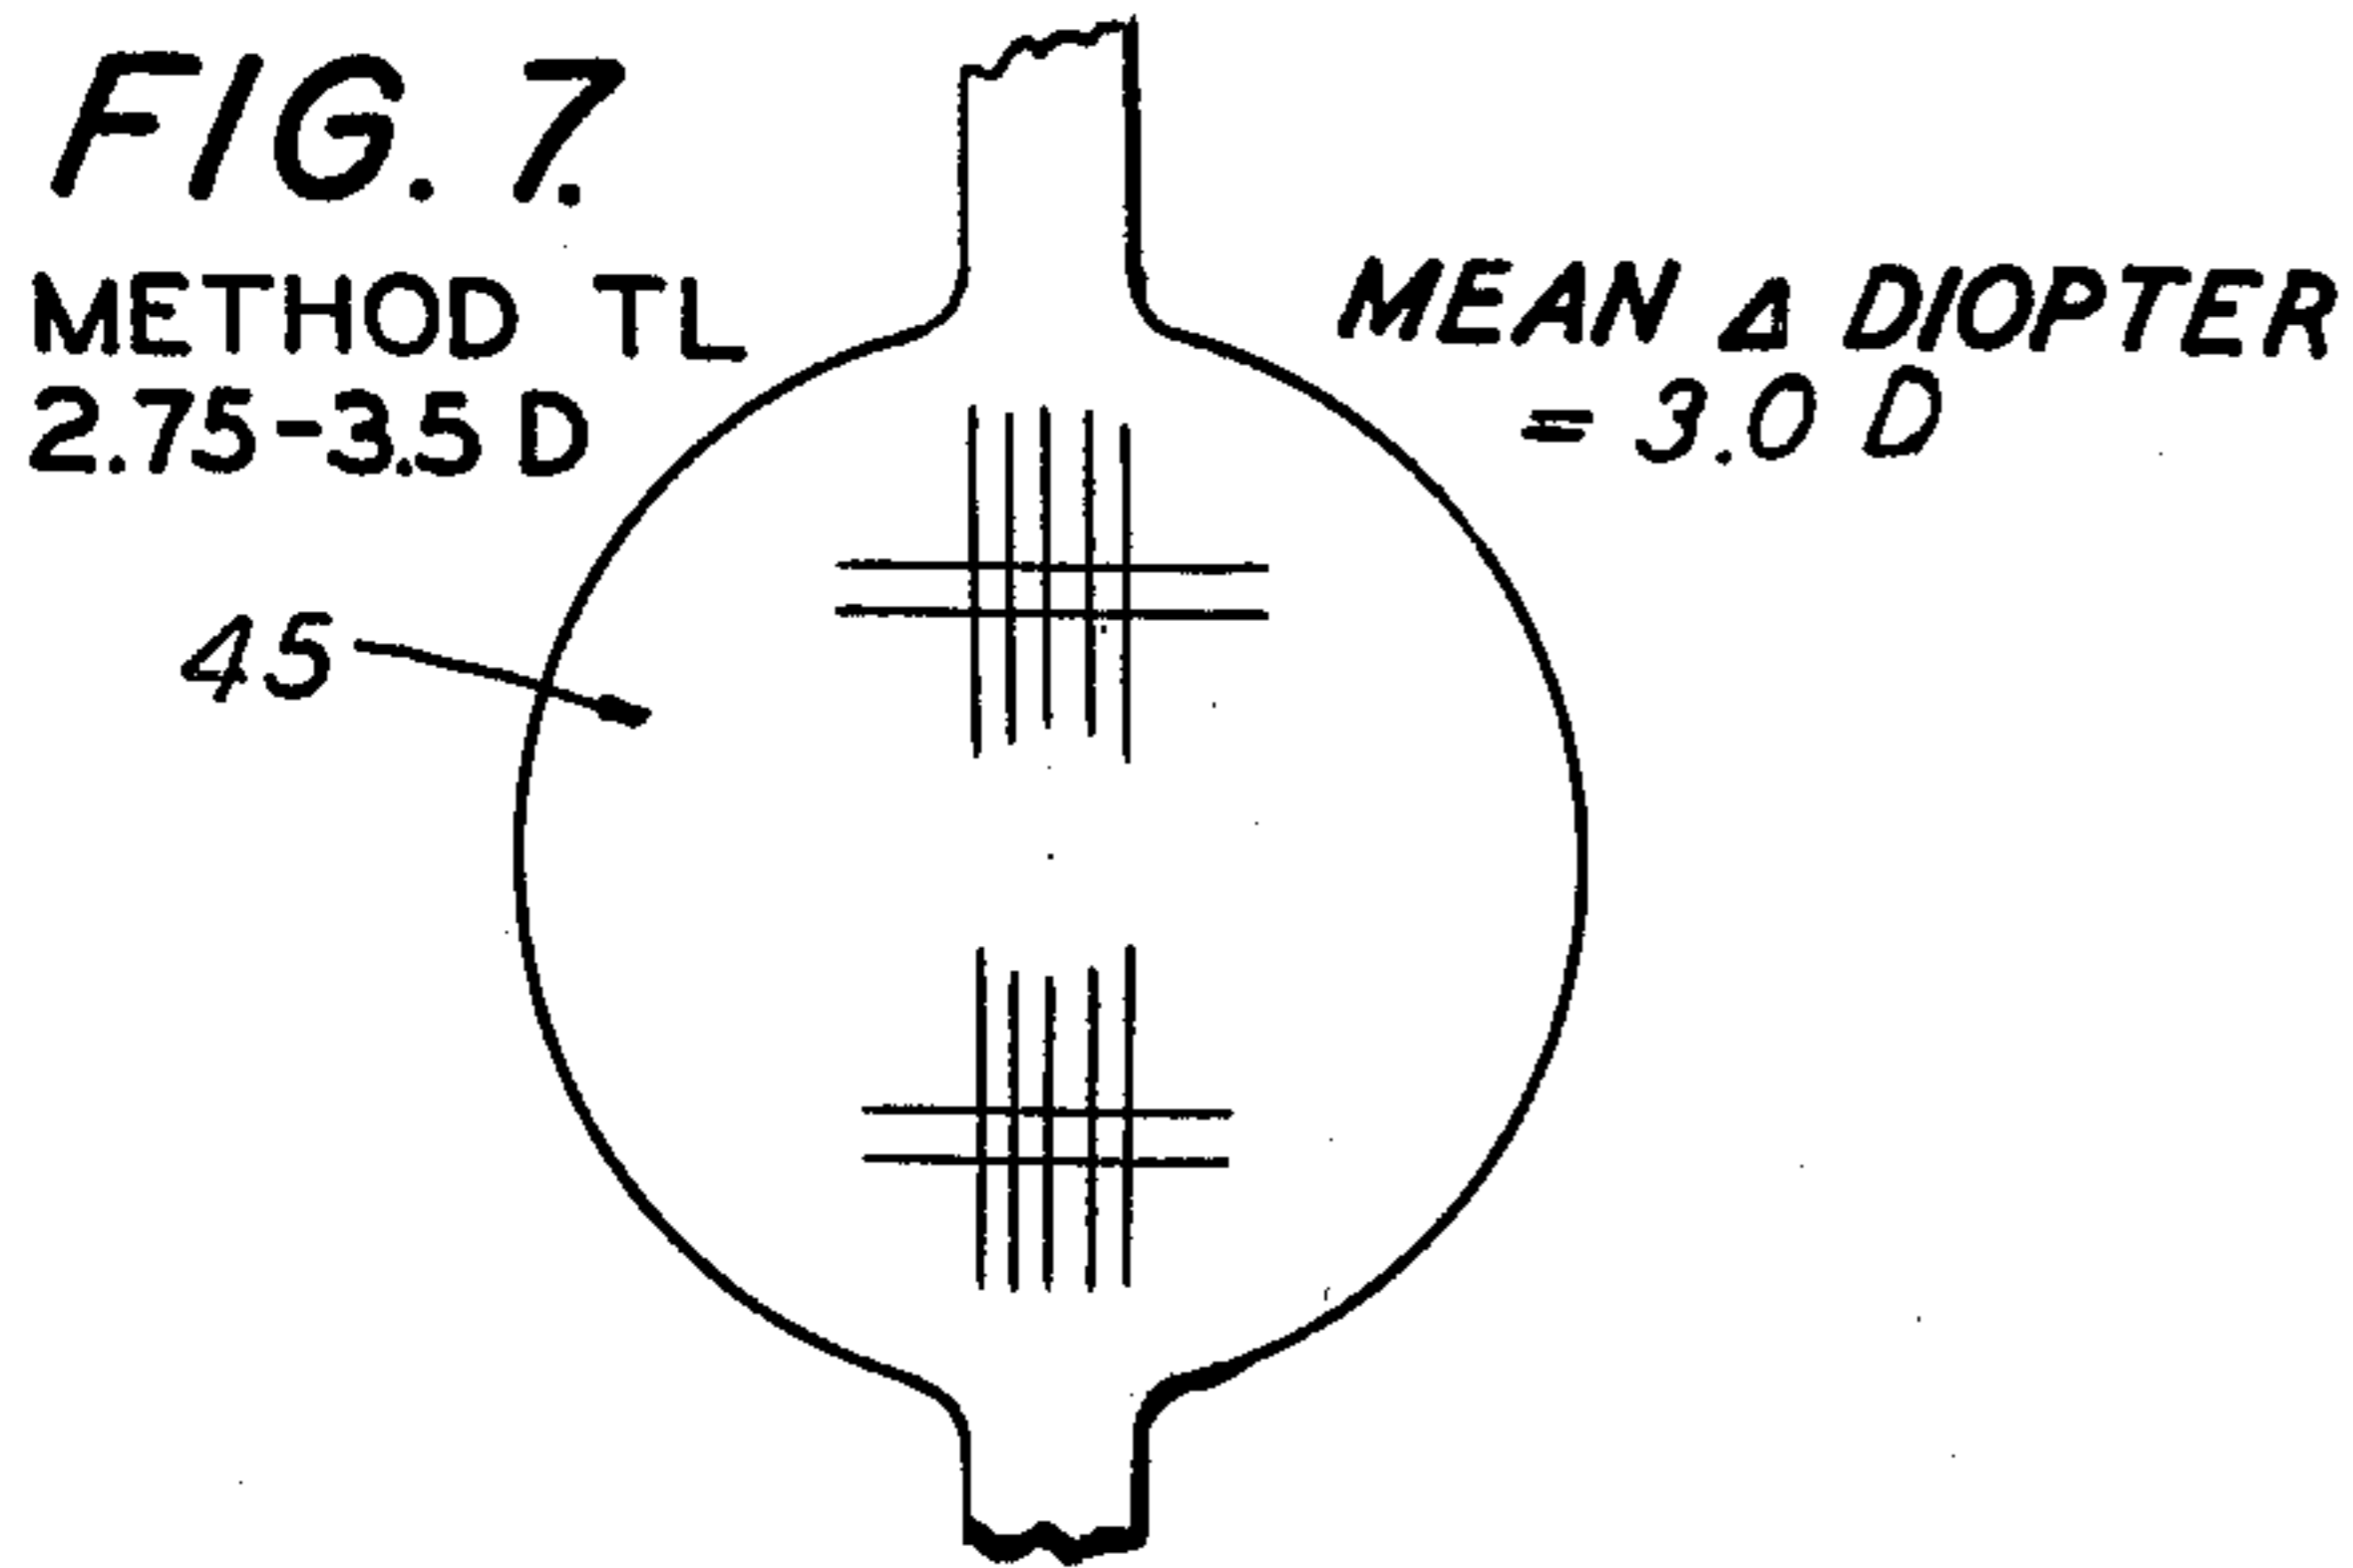 FIG. 7.
METHOD TL
2.75-3.5 D
MEAN Δ DIOPTER
= 3.0 D
45